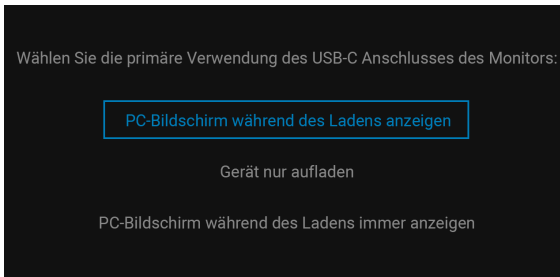 Wählen Sie die primäre Verwendung des USB-C Anschlusses des Monitors:
PC-Bildschirm während des Ladens anzeigen
Gerät nur aufladen
PC-Bildschirm während des Ladens immer anzeigen